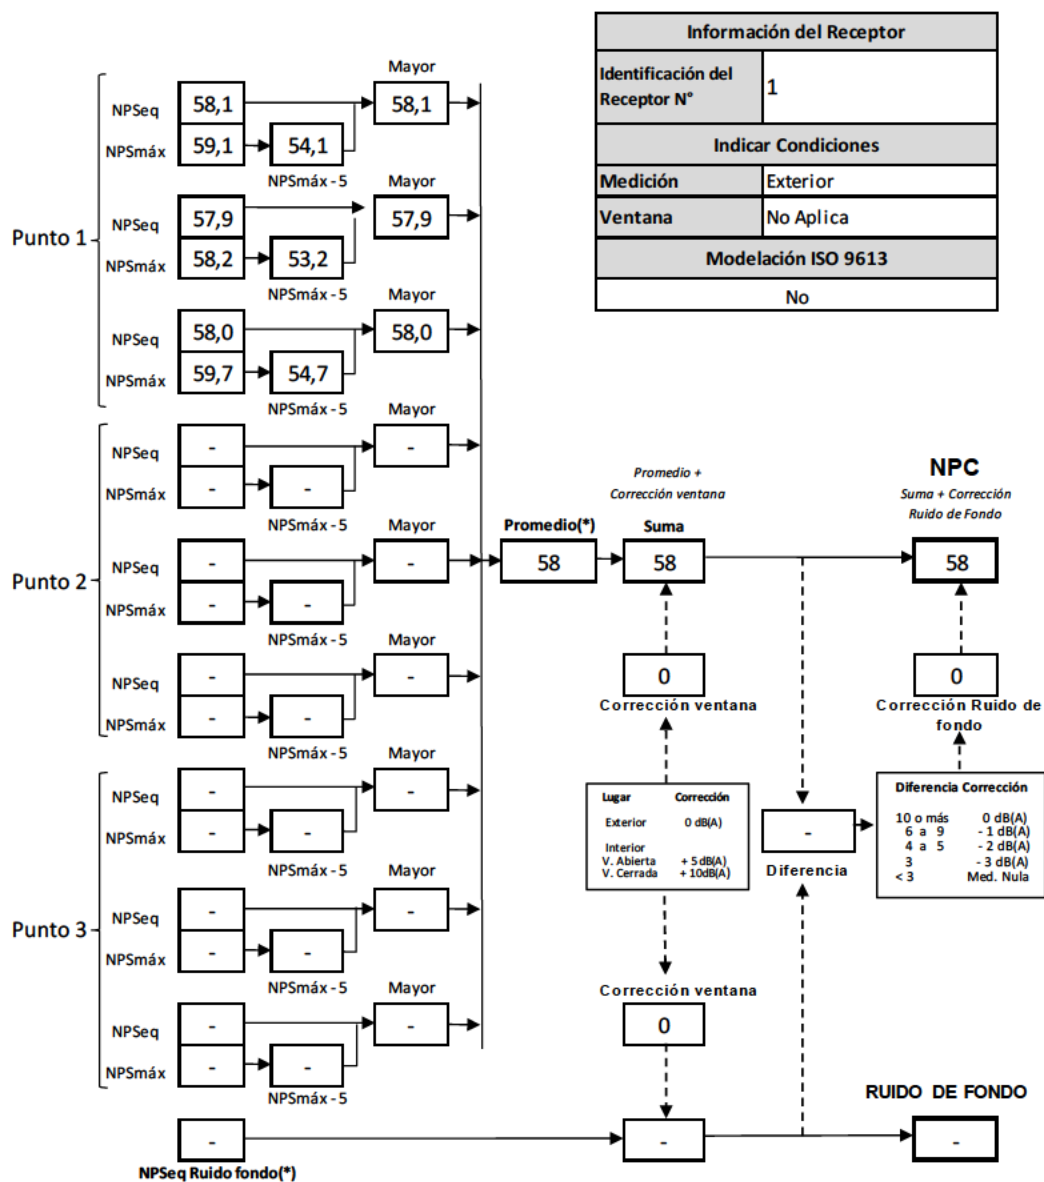 Información del Receptor
Identificación del
Receptor N°
1
Indicar Condiciones
Medición
Exterior
Ventana
No Aplica
Modelación ISO 9613
No
Punto 1
Mayor
NPSeq
58,1
58,1
NPSmáx
59,1
54,1
NPSmáx - 5
Mayor
NPSeq
57,9
57,9
NPSmáx
58,2
53,2
NPSmáx - 5
Mayor
NPSeq
58,0
58,0
NPSmáx
59,7
54,7
NPSmáx - 5
Punto 2
Mayor
NPSeq
-
-
NPSmáx
-
-
NPSmáx - 5
Mayor
NPSeq
-
-
NPSmáx
-
-
NPSmáx - 5
Mayor
NPSeq
-
-
NPSmáx
-
-
NPSmáx - 5
Punto 3
Mayor
NPSeq
-
-
NPSmáx
-
-
NPSmáx - 5
Mayor
NPSeq
-
-
NPSmáx
-
-
NPSmáx - 5
Mayor
NPSeq
-
-
NPSmáx
-
-
NPSmáx - 5
-
NPSeq Ruido fondo(*)
Promedio(*)
58
Promedio +
Corrección ventana
Suma
58
0
Corrección ventana
Lugar Corrección
Exterior 0 dB(A)
Interior
V. Abierta + 5 dB(A)
V. Cerrada + 10dB(A)
Corrección ventana
0
-
-
Diferencia
NPC
Suma + Corrección
Ruido de Fondo
58
0
Corrección Ruido de
fondo
Diferencia Corrección
10 o más 0 dB(A)
6 a 9 - 1 dB(A)
4 a 5 - 2 dB(A)
3 - 3 dB(A)
< 3 Med. Nula
RUIDO DE FONDO
-